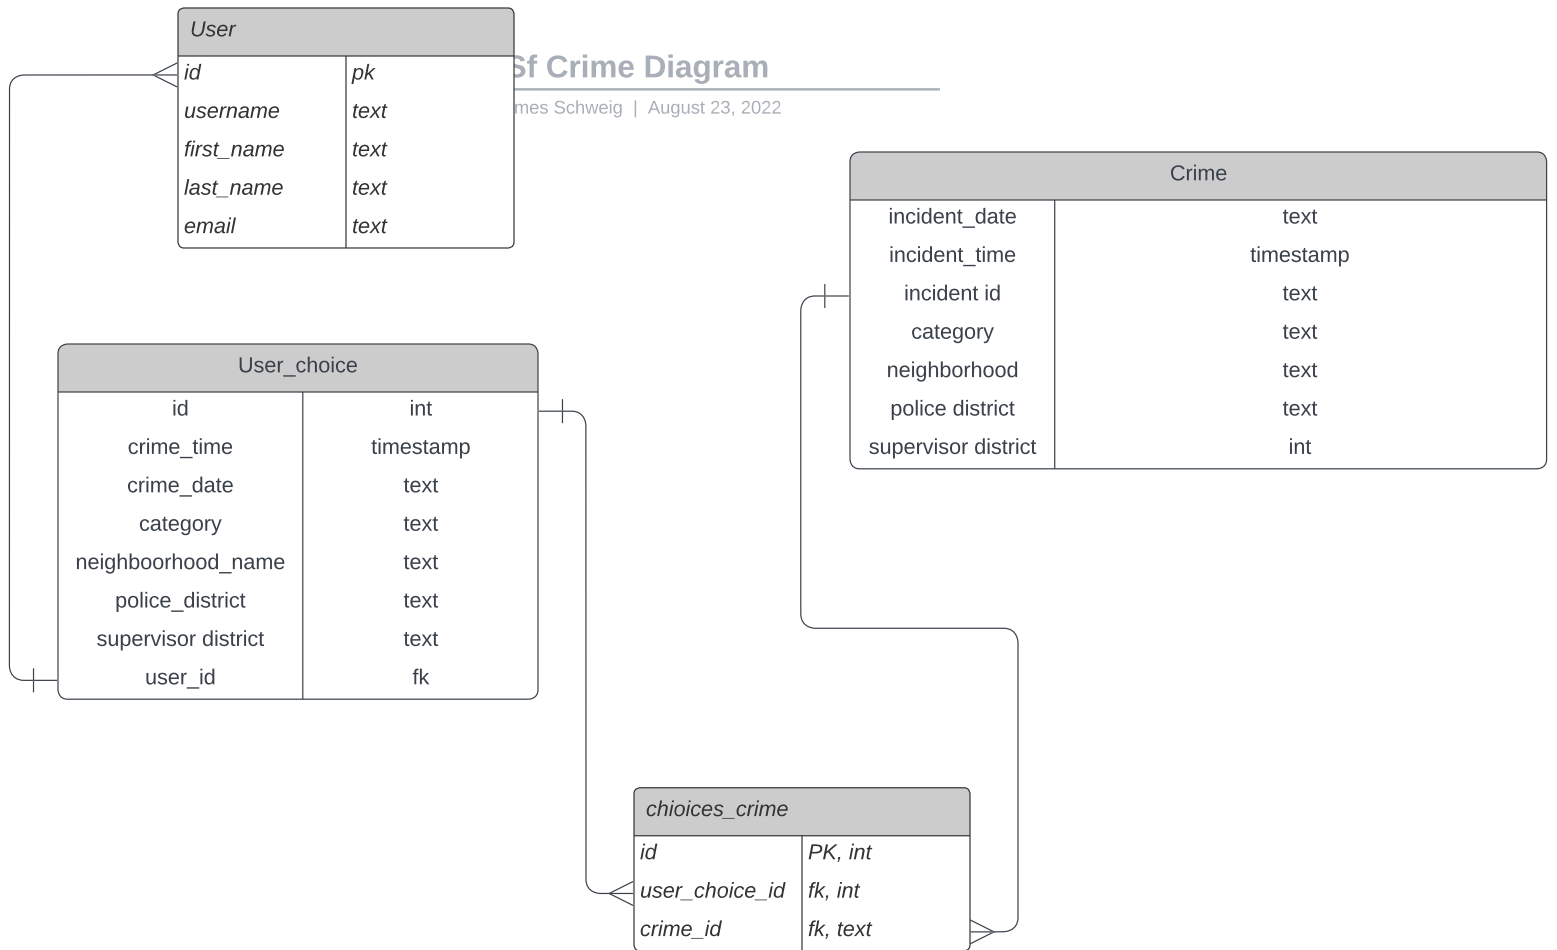 User
id pk
username text
first_name text
last_name text
email text
Sf Crime Diagram
Schweig | August 23, 2022
Crime
incident_date text
incident_time timestamp
incident id text
category text
neighborhood text
police district text
supervisor district int
User_choice
id int
crime_time timestamp
crime_date text
category text
neighboorhood_name text
police_district text
supervisor district text
user_id fk
chioices_crime
id PK, int
user_choice_id fk, int
crime_id fk, text